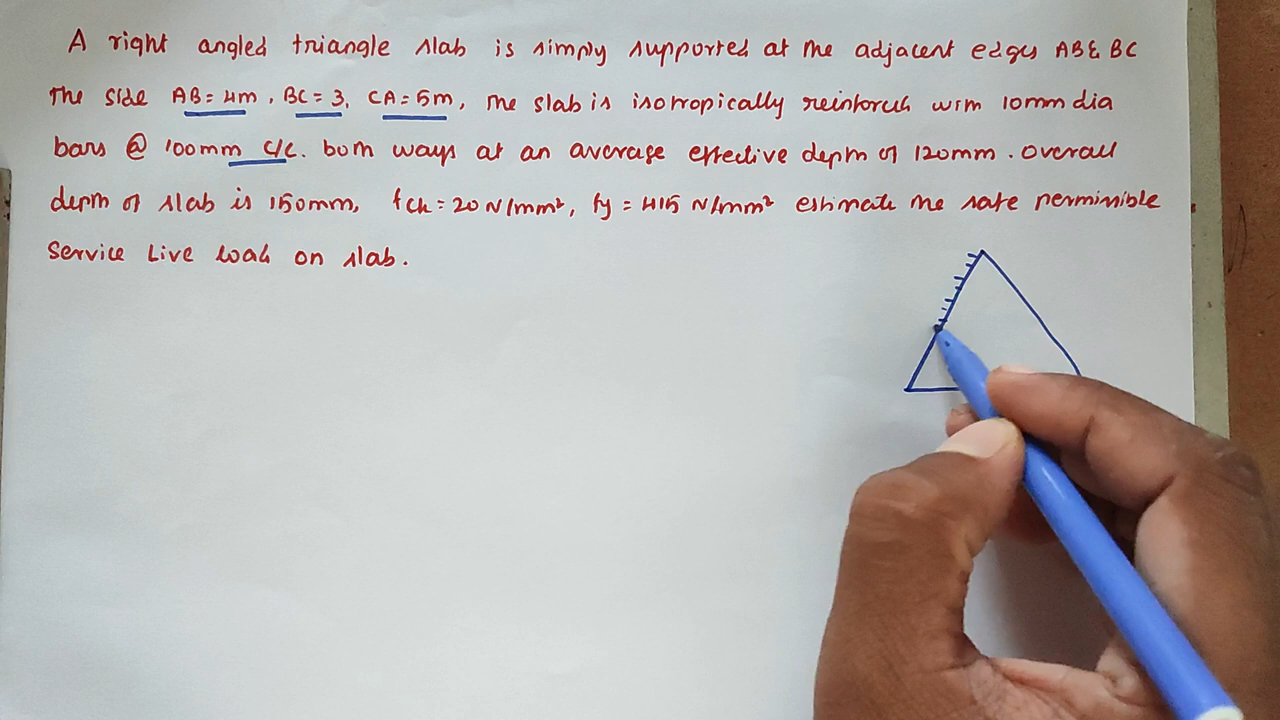 A right angled triangle slab is simply supported at the adjacent edges AB & BC
The side AB = 4m, BC = 3, CA = 5m, The slab is isotropically reinforced with 10mm dia
bars @ 100mm C/C. both ways at an average effective depth of 120mm. overall
depth of slab is 150mm, fck = 20 N/mm², fy = 415 N/mm² estimate the safe permissible
Service Live load on slab.